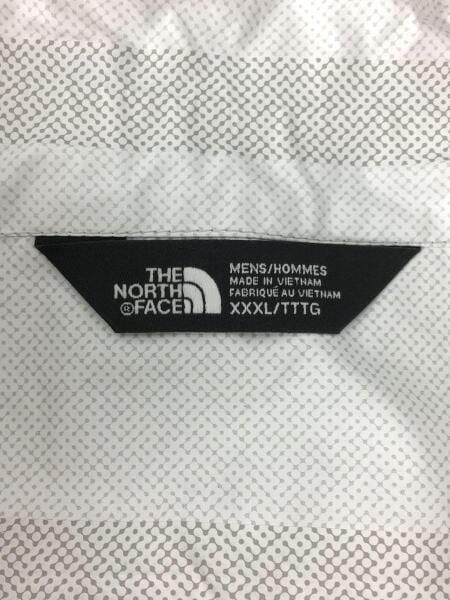 THE
NORTH
®FACE
MENS/HOMMES
MADE IN VIETNAM
FABRIQUÉ AU VIETNAM
XXXL/TTTG